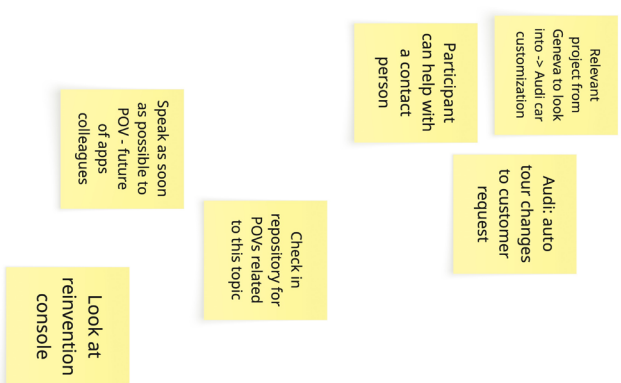 Relevant
project from
Geneva to look
into -> Audi car
customization
Participant
can help with
a contact
person
Audi: auto
tour changes
to customer
request
Check in
repository for
POVs related
to this topic
Speak as soon
as possible to
POV - future
of apps
colleagues
Look at
reinvention
console